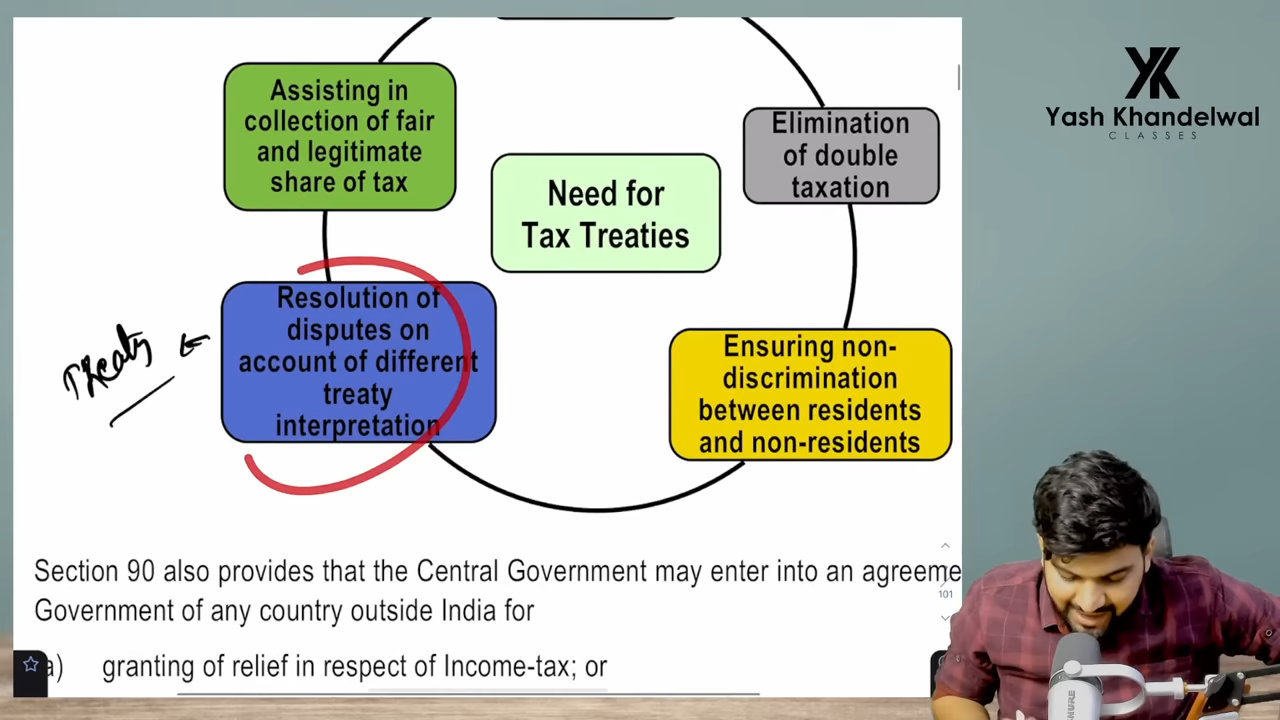 Assisting in
collection of fair
and legitimate
share of tax
Elimination
of double
taxation
Need for
Tax Treaties
Resolution of
disputes on
account of different
treaty
interpretation
Treaty
Ensuring non-
discrimination
between residents
and non-residents
Section 90 also provides that the Central Government may enter into an agreeme
Government of any country outside India for
a) granting of relief in respect of Income-tax; or
101
YK
Yash Khandelwal
CLASSES